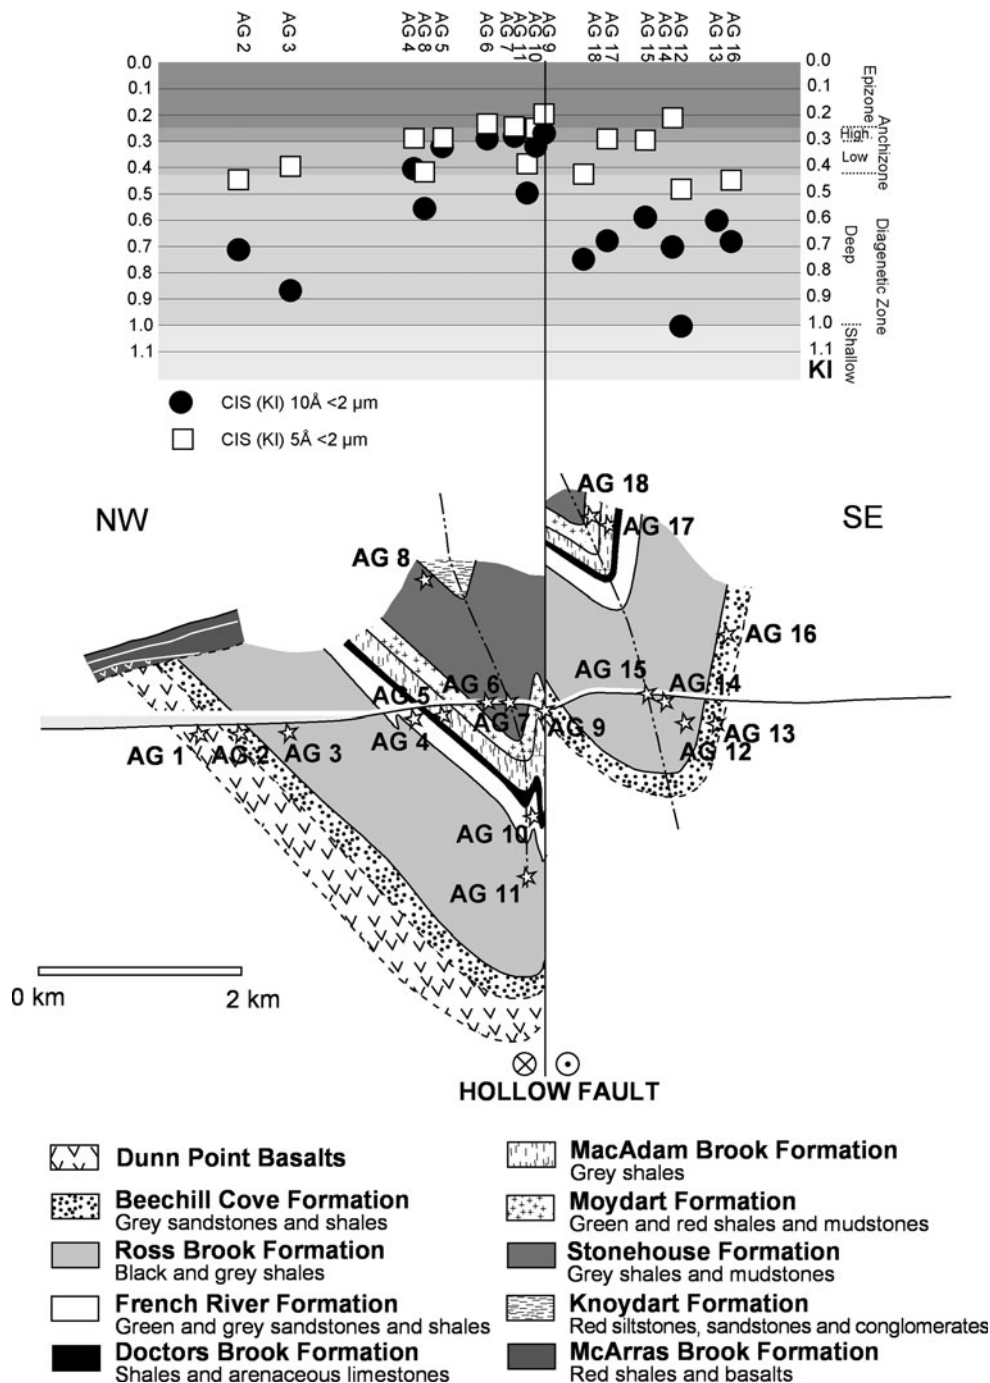 AG 2
AG 3
AG 4
AG 8
AG 5
AG 6
AG 7
AG 11
AG 10
AG 9
AG 18
AG 17
AG 15
AG 14
AG 12
AG 13
AG 16
0.0
0.1
0.2
0.3
0.4
0.5
0.6
0.7
0.8
0.9
1.0
1.1
0.0
0.1
0.2
0.3
0.4
0.5
0.6
0.7
0.8
0.9
1.0
1.1
KI
Epizone
High.
Low
Anchizone
Deep
Diagenetic Zone
Shallow
CIS (KI) 10Å <2 µm
CIS (KI) 5Å <2 µm
NW
SE
AG 18
AG 17
AG 8
AG 16
AG 15
AG 14
AG 6
AG 5
AG 7
AG 9
AG 4
AG 13
AG 12
AG 1
AG 2
AG 3
AG 10
AG 11
0 km
2 km
HOLLOW FAULT
Dunn Point Basalts
Beechill Cove Formation
Grey sandstones and shales
Ross Brook Formation
Black and grey shales
French River Formation
Green and grey sandstones and shales
Doctors Brook Formation
Shales and arenaceous limestones
MacAdam Brook Formation
Grey shales
Moydart Formation
Green and red shales and mudstones
Stonehouse Formation
Grey shales and mudstones
Knoydart Formation
Red siltstones, sandstones and conglomerates
McArras Brook Formation
Red shales and basalts